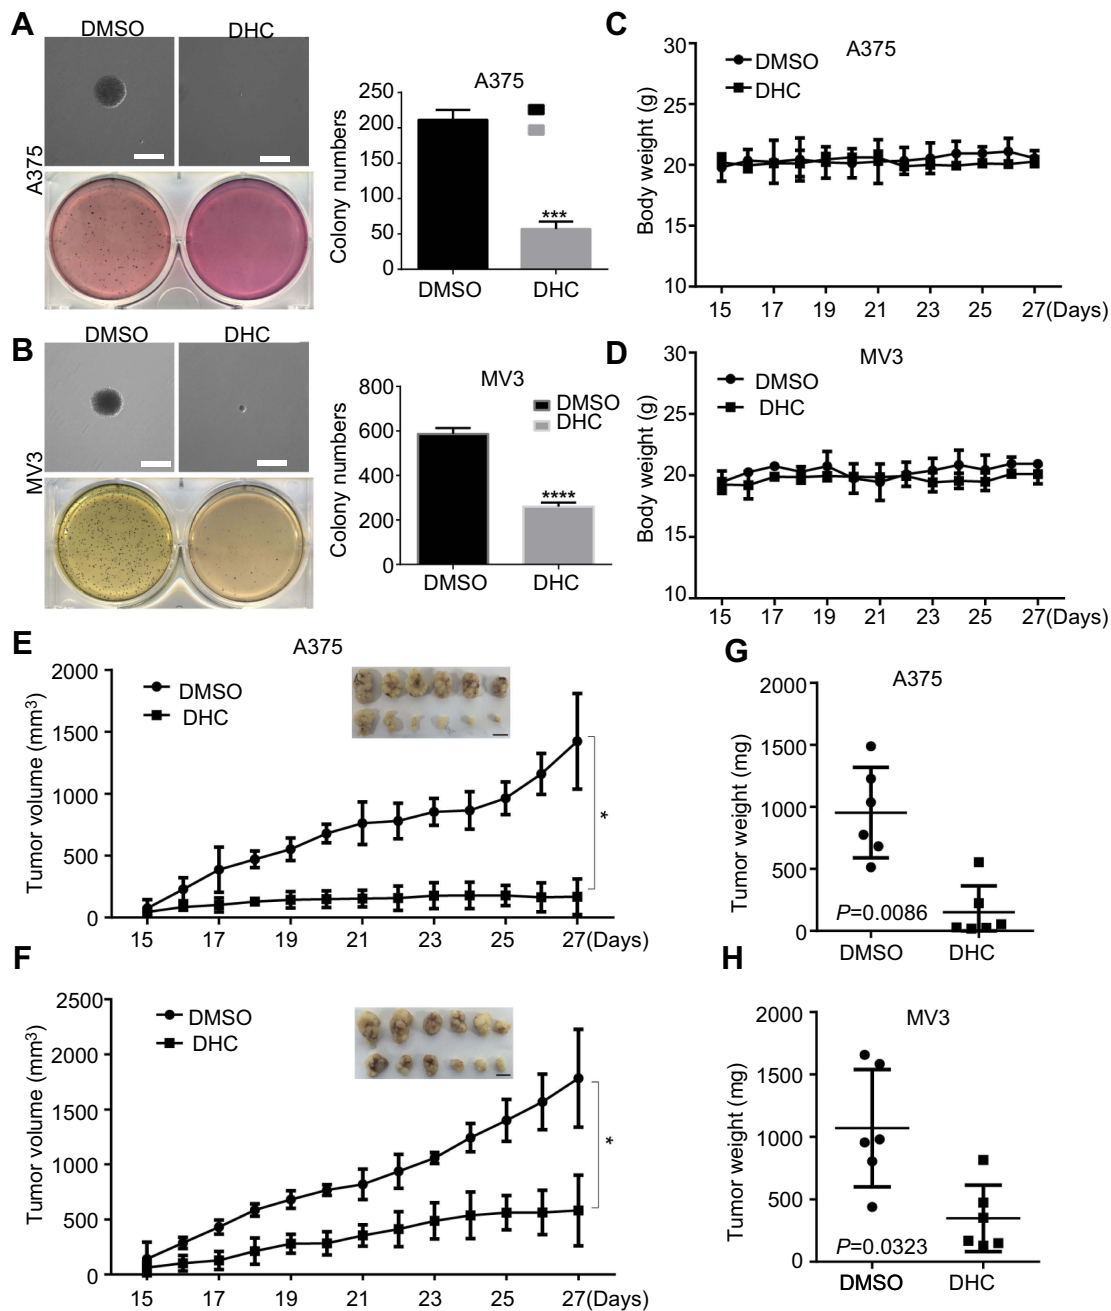 A
DMSO
DHC
A375
A375
Colony numbers
250
200
150
100
50
0
***
DMSO
DHC
B
DMSO
DHC
MV3
MV3
DMSO
DHC
Colony numbers
800
600
400
200
0
****
DMSO
DHC
C
A375
DMSO
DHC
Body weight (g)
30
25
20
15
10
15 17 19 21 23 25 27(Days)
D
MV3
DMSO
DHC
Body weight (g)
30
25
20
15
10
15 17 19 21 23 25 27(Days)
E
A375
DMSO
DHC
Tumor volume (mm³)
2000
1500
1000
500
0
*
15 17 19 21 23 25 27(Days)
F
DMSO
DHC
Tumor volume (mm³)
2500
2000
1500
1000
500
0
*
15 17 19 21 23 25 27(Days)
G
A375
Tumor weight (mg)
2000
1500
1000
500
0
P=0.0086
DMSO
DHC
H
MV3
Tumor weight (mg)
2000
1500
1000
500
0
P=0.0323
DMSO
DHC